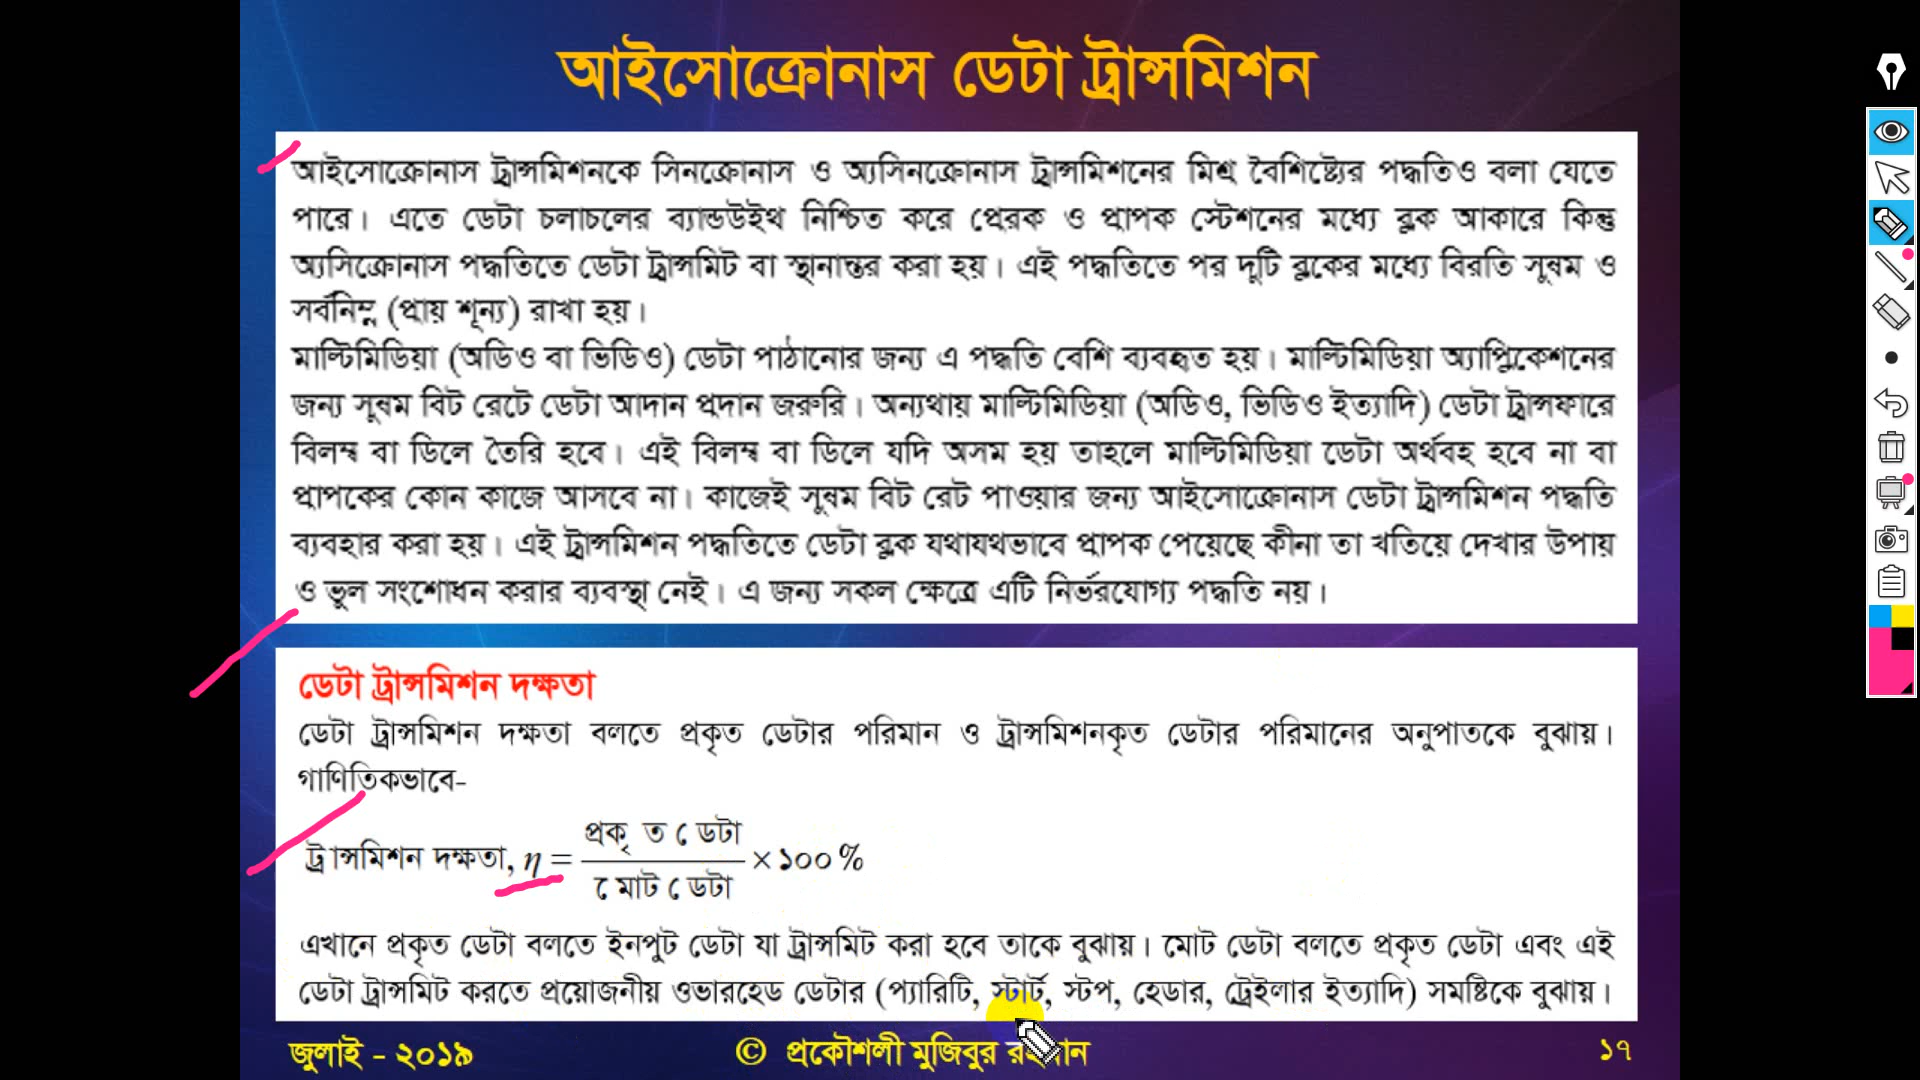 আইসোক্রোনাস ডেটা ট্রান্সমিশন
আইসোক্রোনাস ট্রান্সমিশনকে সিনক্রোনাস ও অ্যসিনক্রোনাস ট্রান্সমিশনের মিশ্র বৈশিষ্ট্যের পদ্ধতিও বলা যেতে
পারে। এতে ডেটা চলাচলের ব্যান্ডউইথ নিশ্চিত করে প্রেরক ও প্রাপক স্টেশনের মধ্যে ব্লক আকারে কিন্তু
অ্যসিক্রোনাস পদ্ধতিতে ডেটা ট্রান্সমিট বা স্থানান্তর করা হয়। এই পদ্ধতিতে পর দুটি ব্লকের মধ্যে বিরতি সুষম ও
সর্বনিম্ন (প্রায় শূন্য) রাখা হয়।
মাল্টিমিডিয়া (অডিও বা ভিডিও) ডেটা পাঠানোর জন্য এ পদ্ধতি বেশি ব্যবহৃত হয়। মাল্টিমিডিয়া অ্যাপ্লিকেশনের
জন্য সুষম বিট রেটে ডেটা আদান প্রদান জরুরি। অন্যথায় মাল্টিমিডিয়া (অডিও, ভিডিও ইত্যাদি) ডেটা ট্রান্সফারে
বিলম্ব বা ডিলে তৈরি হবে। এই বিলম্ব বা ডিলে যদি অসম হয় তাহলে মাল্টিমিডিয়া ডেটা অর্থবহ হবে না বা
প্রাপকের কোন কাজে আসবে না। কাজেই সুষম বিট রেট পাওয়ার জন্য আইসোক্রোনাস ডেটা ট্রান্সমিশন পদ্ধতি
ব্যবহার করা হয়। এই ট্রান্সমিশন পদ্ধতিতে ডেটা ব্লক যথাযথভাবে প্রাপক পেয়েছে কীনা তা খতিয়ে দেখার উপায়
ও ভুল সংশোধন করার ব্যবস্থা নেই। এ জন্য সকল ক্ষেত্রে এটি নির্ভরযোগ্য পদ্ধতি নয়।
ডেটা ট্রান্সমিশন দক্ষতা
ডেটা ট্রান্সমিশন দক্ষতা বলতে প্রকৃত ডেটার পরিমান ও ট্রান্সমিশনকৃত ডেটার পরিমানের অনুপাতকে বুঝায়।
গাণিতিকভাবে-
প্রকৃত ডেটা
ট্রান্সমিশন দক্ষতা, η = × ১০০ %
মোট ডেটা
এখানে প্রকৃত ডেটা বলতে ইনপুট ডেটা যা ট্রান্সমিট করা হবে তাকে বুঝায়। মোট ডেটা বলতে প্রকৃত ডেটা এবং এই
ডেটা ট্রান্সমিট করতে প্রয়োজনীয় ওভারহেড ডেটার (প্যারিটি, স্টার্ট, স্টপ, হেডার, ট্রেইলার ইত্যাদি) সমষ্টিকে বুঝায়।
জুলাই - ২০১৯ © প্রকৌশলী মুজিবুর রহমান ১৭